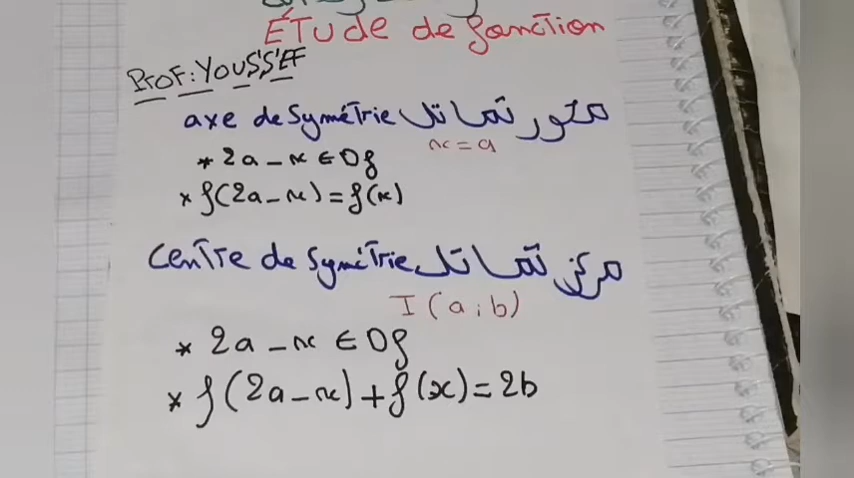 ÉTude de fonction
Prof: YOUSSEF
axe de Symétrie محور تماثل
x = a
* 2a - x ∈ Df
* f(2a - x) = f(x)
Centre de Symétrie مركز تماثل
I (a ; b)
* 2a - x ∈ Df
* f(2a - x) + f(x) = 2b